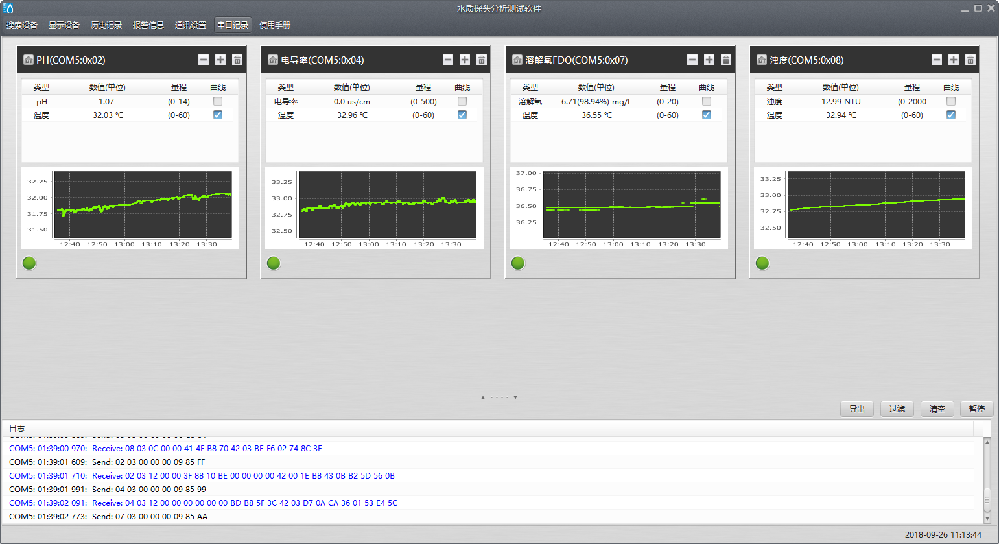 水质探头分析测试软件
搜索设备 显示设备 历史记录 报警信息 通讯设置 串口记录 使用手册
PH(COM5:0x02)
类型 数值(单位) 量程 曲线
pH 1.07 (0-14)
温度 32.03 ℃ (0-60)
32.25
32.00
31.75
31.50
12:40 12:50 13:00 13:10 13:20 13:30
电导率(COM5:0x04)
类型 数值(单位) 量程 曲线
电导率 0.0 us/cm (0-500)
温度 32.96 ℃ (0-60)
33.25
33.00
32.75
32.50
12:40 12:50 13:00 13:10 13:20 13:30
溶解氧FDO(COM5:0x07)
类型 数值(单位) 量程 曲线
溶解氧 6.71(98.94%) mg/L (0-20)
温度 36.55 ℃ (0-60)
37.00
36.75
36.50
36.25
12:40 12:50 13:00 13:10 13:20 13:30
浊度(COM5:0x08)
类型 数值(单位) 量程 曲线
浊度 12.99 NTU (0-2000
温度 32.94 ℃ (0-60)
33.25
33.00
32.75
32.50
12:40 12:50 13:00 13:10 13:20 13:30
导出 过滤 清空 暂停
日志
COM5: 01:39:00 970: Receive: 08 03 0C 00 00 41 4F B8 70 42 03 BE F6 02 74 8C 3E
COM5: 01:39:01 609: Send: 02 03 00 00 00 09 85 FF
COM5: 01:39:01 710: Receive: 02 03 12 00 00 3F 88 10 BE 00 00 00 00 42 00 1E B8 43 0B B2 5D 56 0B
COM5: 01:39:01 991: Send: 04 03 00 00 00 09 85 99
COM5: 01:39:02 091: Receive: 04 03 12 00 00 00 00 00 00 BD B8 5F 3C 42 03 D7 0A CA 36 01 53 E4 5C
COM5: 01:39:02 773: Send: 07 03 00 00 00 09 85 AA
2018-09-26 11:13:44